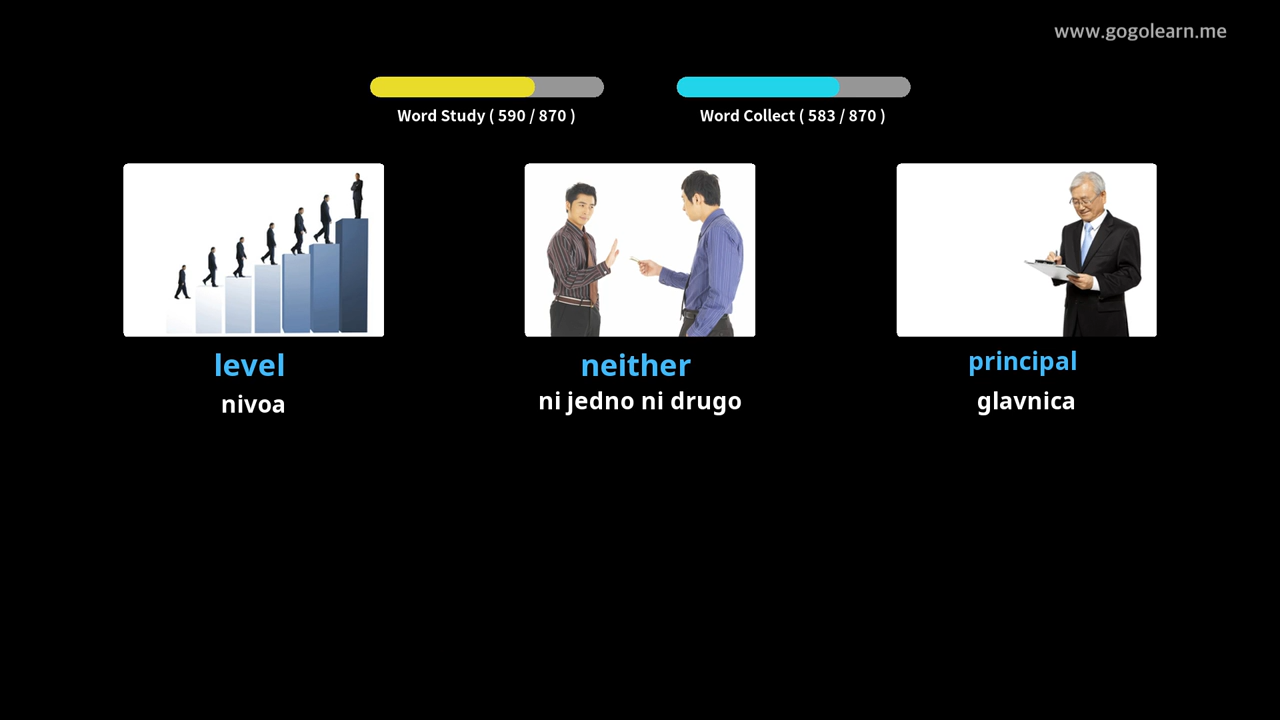 www.gogolearn.me
Word Study ( 590 / 870 )
Word Collect ( 583 / 870 )
level
nivoa
neither
ni jedno ni drugo
principal
glavnica